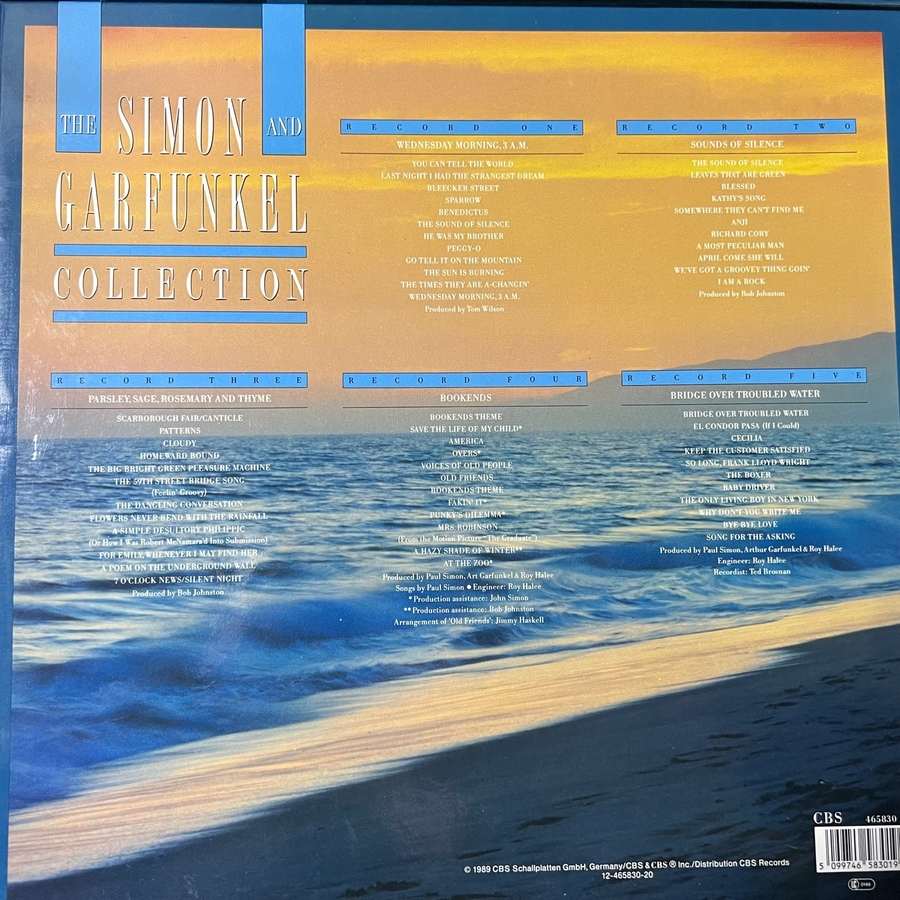 THE SIMON AND
GARFUNKEL
COLLECTION
RECORD ONE
WEDNESDAY MORNING, 3 A.M.
YOU CAN TELL THE WORLD
LAST NIGHT I HAD THE STRANGEST DREAM
BLEECKER STREET
SPARROW
BENEDICTUS
THE SOUND OF SILENCE
HE WAS MY BROTHER
PEGGY-O
GO TELL IT ON THE MOUNTAIN
THE SUN IS BURNING
THE TIMES THEY ARE A-CHANGIN'
WEDNESDAY MORNING, 3 A.M.
Produced by Tom Wilson
RECORD TWO
SOUNDS OF SILENCE
THE SOUND OF SILENCE
LEAVES THAT ARE GREEN
BLESSED
KATHY'S SONG
SOMEWHERE THEY CAN'T FIND ME
ANJI
RICHARD CORY
A MOST PECULIAR MAN
APRIL COME SHE WILL
WE'VE GOT A GROOVEY THING GOIN'
I AM A ROCK
Produced by Bob Johnston
RECORD THREE
PARSLEY, SAGE, ROSEMARY AND THYME
SCARBOROUGH FAIR/CANTICLE
PATTERNS
CLOUDY
HOMEWARD BOUND
THE BIG BRIGHT GREEN PLEASURE MACHINE
THE 59TH STREET BRIDGE SONG
(Feelin' Groovy)
THE DANGLING CONVERSATION
FLOWERS NEVER BEND WITH THE RAINFALL
A SIMPLE DESULTORY PHILIPPIC
(Or How I Was Robert McNamara'd Into Submission)
FOR EMILY, WHENEVER I MAY FIND HER
A POEM ON THE UNDERGROUND WALL
7 O'CLOCK NEWS/SILENT NIGHT
Produced by Bob Johnston
RECORD FOUR
BOOKENDS
BOOKENDS THEME
SAVE THE LIFE OF MY CHILD*
AMERICA
OVERS*
VOICES OF OLD PEOPLE
OLD FRIENDS
BOOKENDS THEME
FAKIN' IT
PUNKY'S DILEMMA*
MRS. ROBINSON
(From the Motion Picture "The Graduate")
A HAZY SHADE OF WINTER**
AT THE ZOO*
Produced by Paul Simon, Art Garfunkel & Roy Halee
Songs by Paul Simon ● Engineer: Roy Halee
* Production assistance: John Simon
** Production assistance: Bob Johnston
Arrangement of 'Old Friends': Jimmy Haskell
RECORD FIVE
BRIDGE OVER TROUBLED WATER
BRIDGE OVER TROUBLED WATER
EL CONDOR PASA (If I Could)
CECILIA
KEEP THE CUSTOMER SATISFIED
SO LONG, FRANK LLOYD WRIGHT
THE BOXER
BABY DRIVER
THE ONLY LIVING BOY IN NEW YORK
WHY DON'T YOU WRITE ME
BYE BYE LOVE
SONG FOR THE ASKING
Produced by Paul Simon, Arthur Garfunkel & Roy Halee
Engineer: Roy Halee
Recordist: Ted Brosnan
CBS 465830
5 099746 583019
© 1989 CBS Schallplatten GmbH, Germany/CBS & CBS ® Inc./Distribution CBS Records
12-465830-20